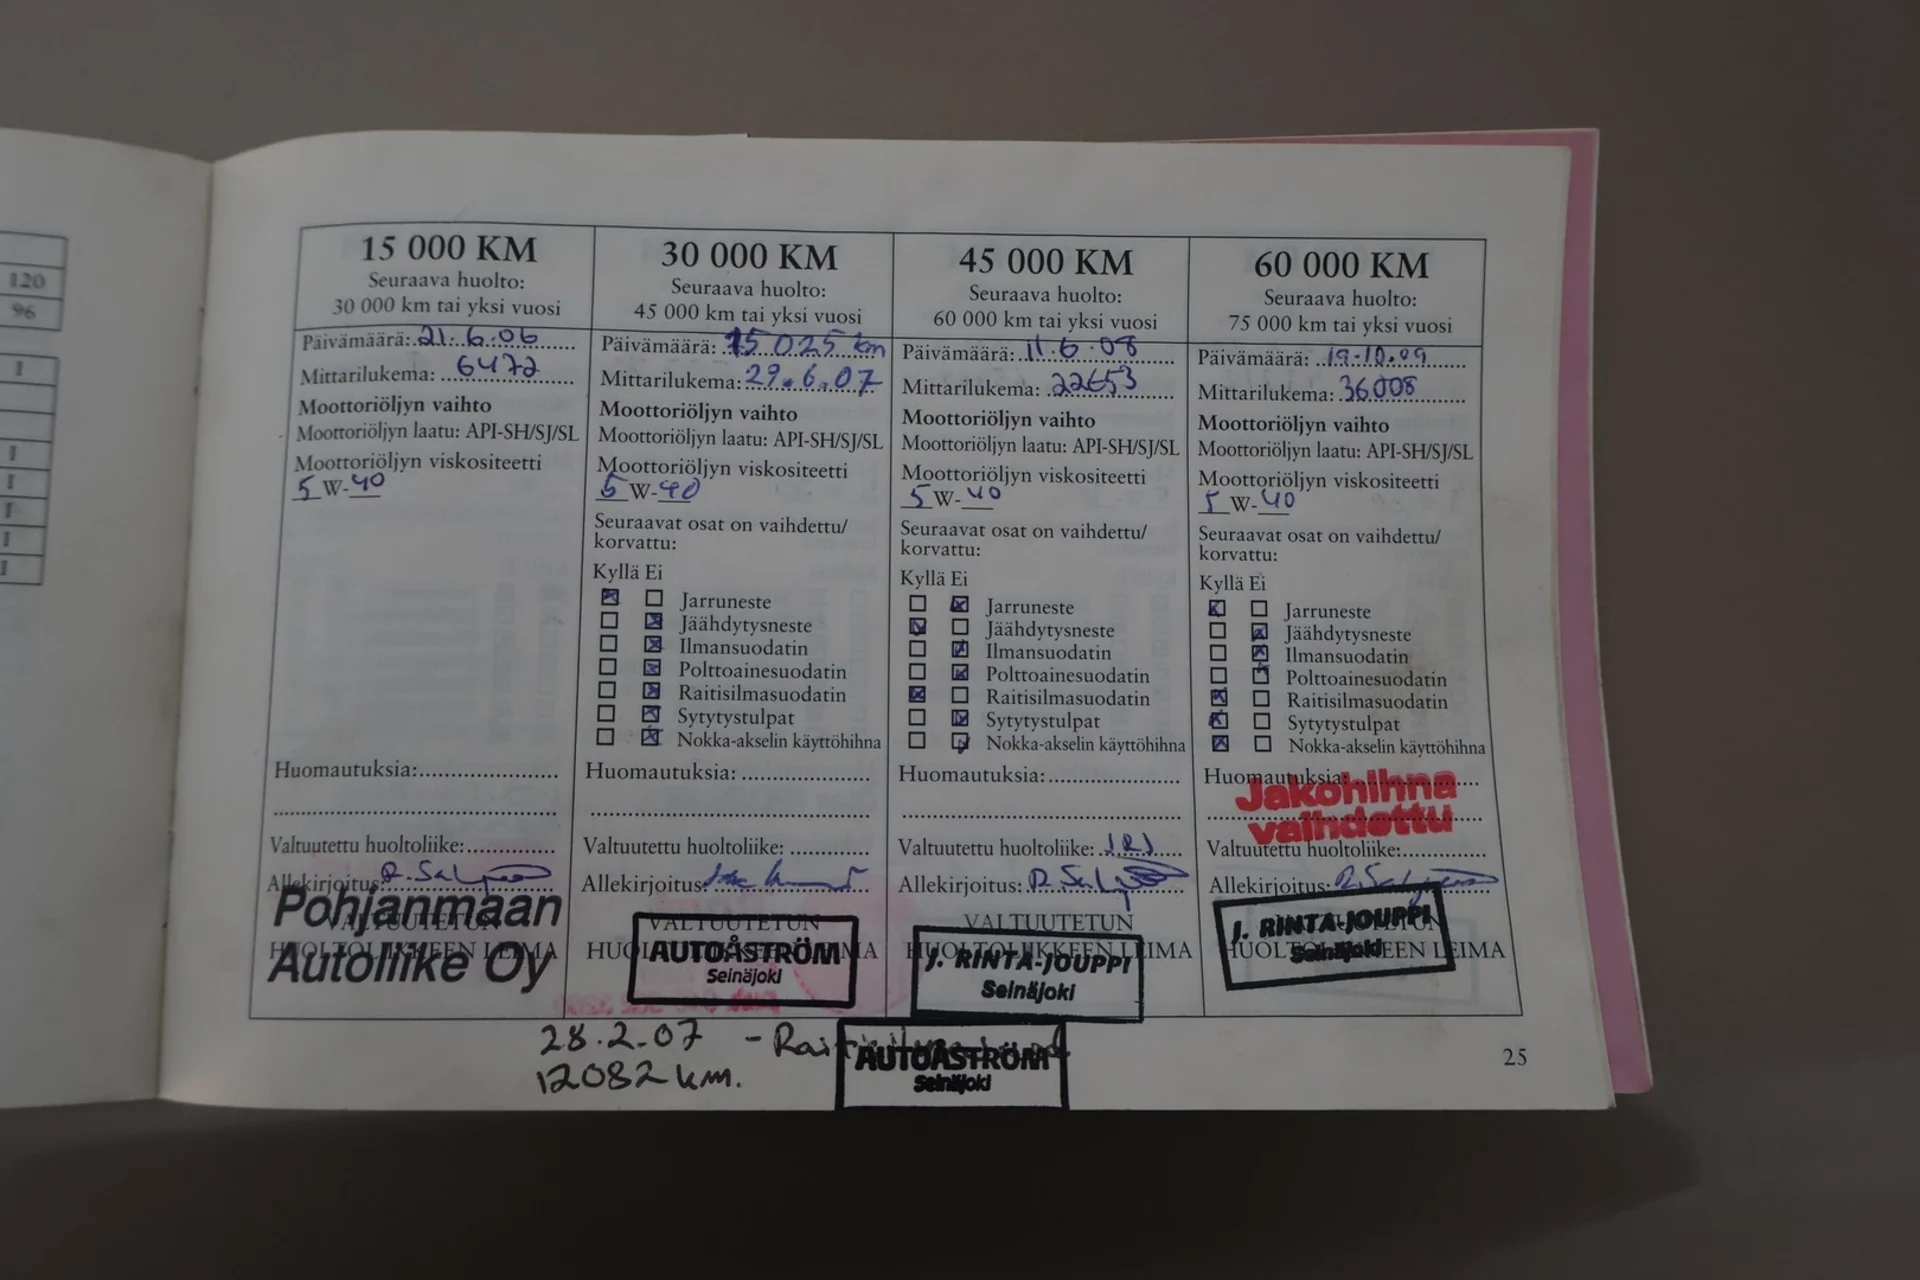 120
96
I
I
I
I
I
I
15 000 KM
Seuraava huolto:
30 000 km tai yksi vuosi
Päivämäärä: 21.6.06
Mittarilukema: 6472
Moottoriöljyn vaihto
Moottoriöljyn laatu: API-SH/SJ/SL
Moottoriöljyn viskositeetti
5 W-40
Huomautuksia:
Valtuutettu huoltoliike:
Allekirjoitus:
VALTUUTETUN
HUOLTOLIIKKEEN LEIMA
Pohjanmaan
Autoliike Oy
30 000 KM
Seuraava huolto:
45 000 km tai yksi vuosi
Päivämäärä: 15 025 km
Mittarilukema: 29.6.07
Moottoriöljyn vaihto
Moottoriöljyn laatu: API-SH/SJ/SL
Moottoriöljyn viskositeetti
5 W-40
Seuraavat osat on vaihdettu/
korvattu:
Kyllä Ei
Jarruneste
Jäähdytysneste
Ilmansuodatin
Polttoainesuodatin
Raitisilmasuodatin
Sytytystulpat
Nokka-akselin käyttöhihna
Huomautuksia:
Valtuutettu huoltoliike:
Allekirjoitus:
VALTUUTETUN
HUOLTOLIIKKEEN LEIMA
AUTOÅSTRÖM
Seinäjoki
45 000 KM
Seuraava huolto:
60 000 km tai yksi vuosi
Päivämäärä: 11.6.08
Mittarilukema: 22653
Moottoriöljyn vaihto
Moottoriöljyn laatu: API-SH/SJ/SL
Moottoriöljyn viskositeetti
5 W-40
Seuraavat osat on vaihdettu/
korvattu:
Kyllä Ei
Jarruneste
Jäähdytysneste
Ilmansuodatin
Polttoainesuodatin
Raitisilmasuodatin
Sytytystulpat
Nokka-akselin käyttöhihna
Huomautuksia:
Valtuutettu huoltoliike: JRJ
Allekirjoitus:
VALTUUTETUN
HUOLTOLIIKKEEN LEIMA
J. RINTA-JOUPPI
Seinäjoki
60 000 KM
Seuraava huolto:
75 000 km tai yksi vuosi
Päivämäärä: 19.10.09
Mittarilukema: 36008
Moottoriöljyn vaihto
Moottoriöljyn laatu: API-SH/SJ/SL
Moottoriöljyn viskositeetti
5 W-40
Seuraavat osat on vaihdettu/
korvattu:
Kyllä Ei
Jarruneste
Jäähdytysneste
Ilmansuodatin
Polttoainesuodatin
Raitisilmasuodatin
Sytytystulpat
Nokka-akselin käyttöhihna
Huomautuksia:
Jakohihna
vaihdettu
Valtuutettu huoltoliike:
Allekirjoitus:
VALTUUTETUN
HUOLTOLIIKKEEN LEIMA
J. RINTA-JOUPPI
Seinäjoki
28.2.07 -
12082 km.
AUTOÅSTRÖM
Seinäjoki
25